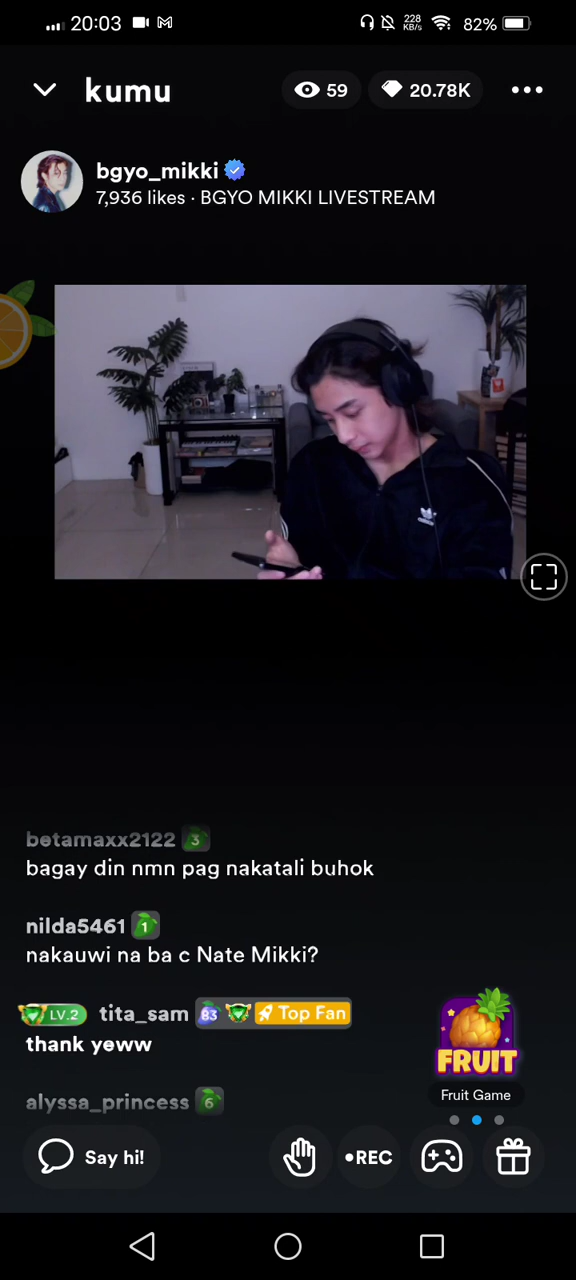 20:03
228
KB/s
82%
kumu
59
20.78K
bgyo_mikki
7,936 likes · BGYO MIKKI LIVESTREAM
betamaxx2122 3
bagay din nmn pag nakatali buhok
nilda5461 1
nakauwi na ba c Nate Mikki?
LV.2 tita_sam 83 Top Fan
thank yeww
FRUIT
Fruit Game
alyssa_princess 6
Say hi!
•REC